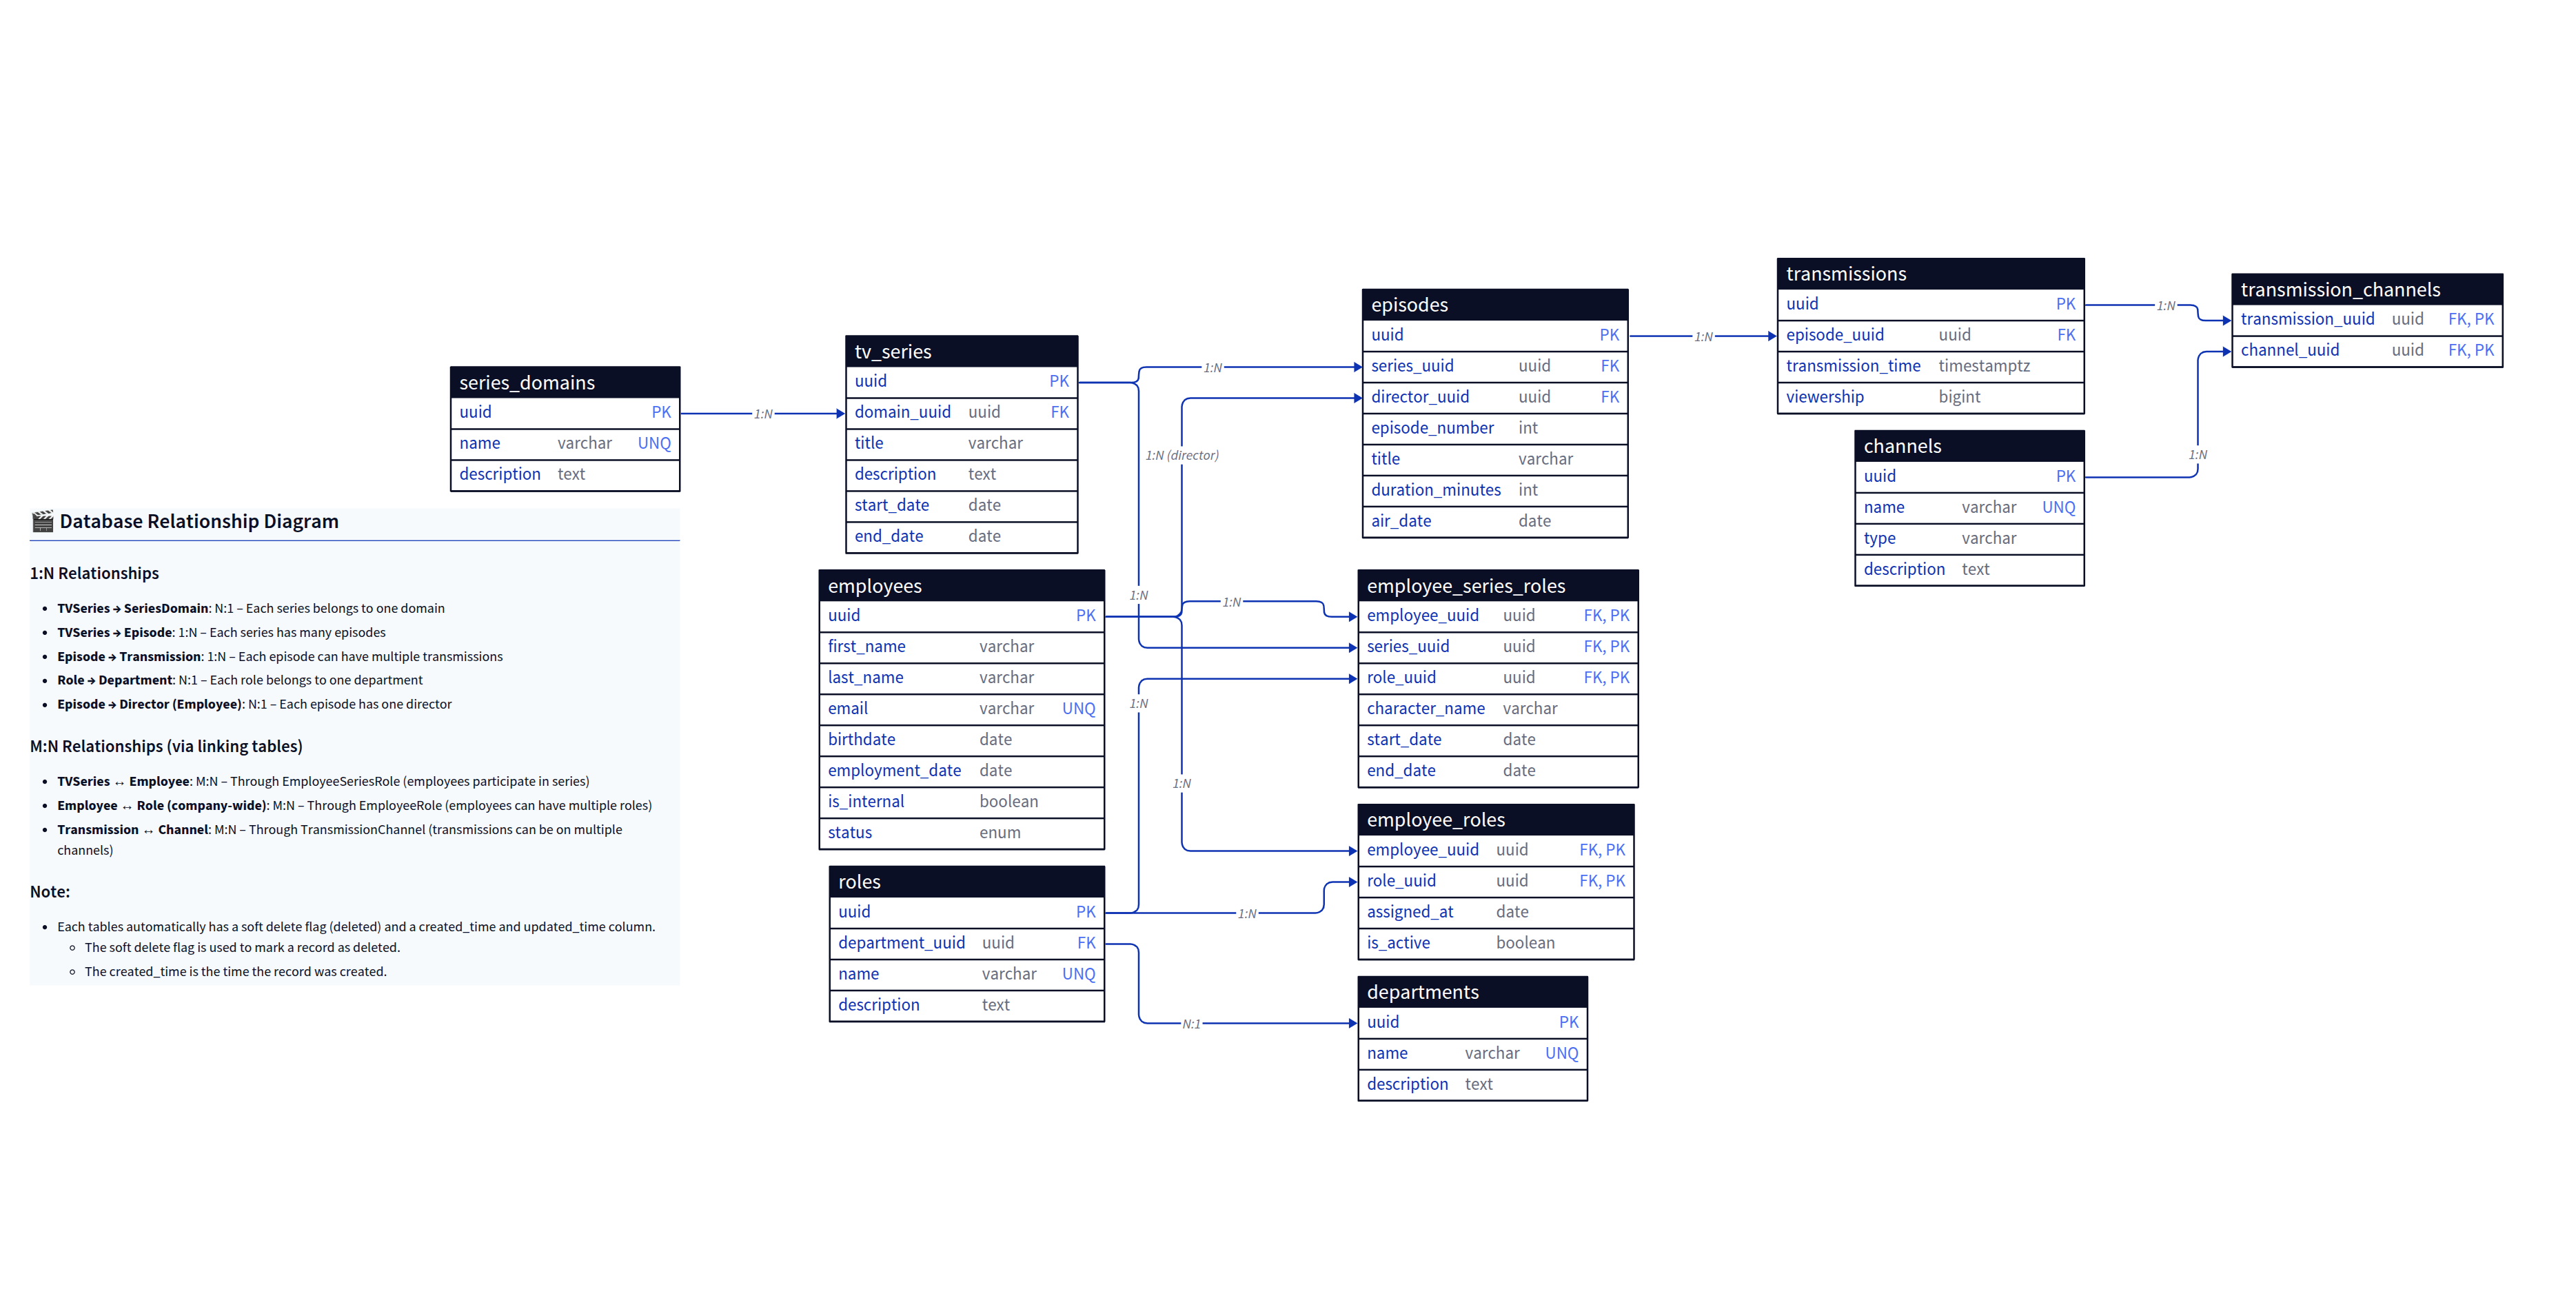 series_domains
uuid PK
name varchar UNQ
description text
1:N
tv_series
uuid PK
domain_uuid uuid FK
title varchar
description text
start_date date
end_date date
1:N
1:N (director)
1:N
episodes
uuid PK
series_uuid uuid FK
director_uuid uuid FK
episode_number int
title varchar
duration_minutes int
air_date date
1:N
transmissions
uuid PK
episode_uuid uuid FK
transmission_time timestamptz
viewership bigint
1:N
transmission_channels
transmission_uuid uuid FK, PK
channel_uuid uuid FK, PK
1:N
channels
uuid PK
name varchar UNQ
type varchar
description text
🎬 Database Relationship Diagram
1:N Relationships
• TVSeries → SeriesDomain: N:1 – Each series belongs to one domain
• TVSeries → Episode: 1:N – Each series has many episodes
• Episode → Transmission: 1:N – Each episode can have multiple transmissions
• Role → Department: N:1 – Each role belongs to one department
• Episode → Director (Employee): N:1 – Each episode has one director
M:N Relationships (via linking tables)
• TVSeries ↔ Employee: M:N – Through EmployeeSeriesRole (employees participate in series)
• Employee ↔ Role (company-wide): M:N – Through EmployeeRole (employees can have multiple roles)
• Transmission ↔ Channel: M:N – Through TransmissionChannel (transmissions can be on multiple
channels)
Note:
• Each tables automatically has a soft delete flag (deleted) and a created_time and updated_time column.
◦ The soft delete flag is used to mark a record as deleted.
◦ The created_time is the time the record was created.
employees
uuid PK
first_name varchar
last_name varchar
email varchar UNQ
birthdate date
employment_date date
is_internal boolean
status enum
1:N
1:N
1:N
employee_series_roles
employee_uuid uuid FK, PK
series_uuid uuid FK, PK
role_uuid uuid FK, PK
character_name varchar
start_date date
end_date date
roles
uuid PK
department_uuid uuid FK
name varchar UNQ
description text
1:N
N:1
employee_roles
employee_uuid uuid FK, PK
role_uuid uuid FK, PK
assigned_at date
is_active boolean
departments
uuid PK
name varchar UNQ
description text